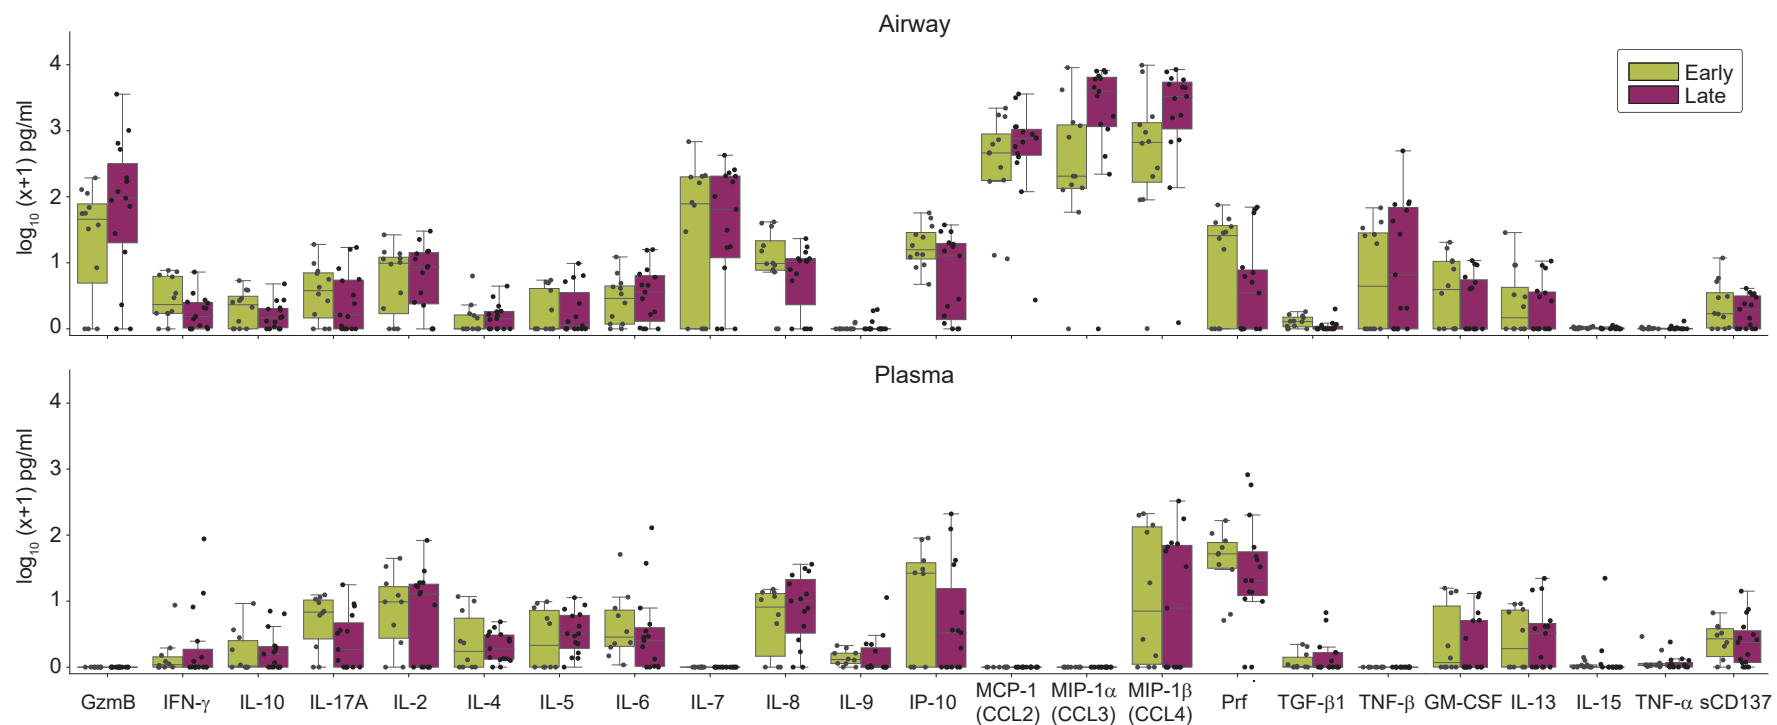 Airway
Early
Late
log10 (x+1) pg/ml
4
3
2
1
0
Plasma
log10 (x+1) pg/ml
4
3
2
1
0
GzmB IFN-γ IL-10 IL-17A IL-2 IL-4 IL-5 IL-6 IL-7 IL-8 IL-9 IP-10 MCP-1 MIP-1α MIP-1β Prf TGF-β1 TNF-β GM-CSF IL-13 IL-15 TNF-α sCD137
(CCL2) (CCL3) (CCL4)